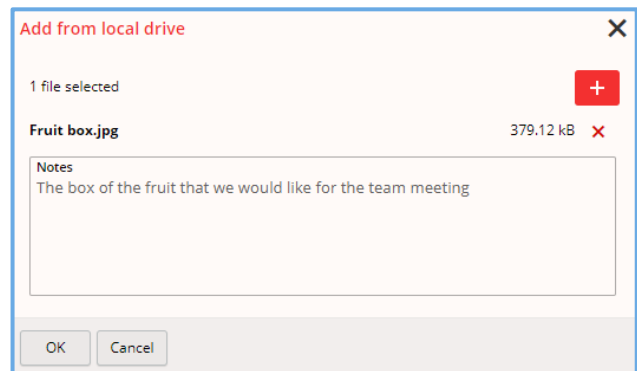 Add from local drive
1 file selected
Fruit box.jpg 379.12 kB
Notes
The box of the fruit that we would like for the team meeting
OK Cancel